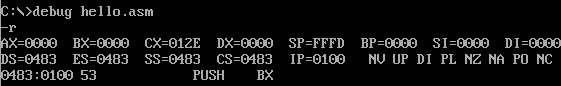 C:\>debug hello.asm
-r
AX=0000 BX=0000 CX=012E DX=0000 SP=FFFD BP=0000 SI=0000 DI=0000
DS=0483 ES=0483 SS=0483 CS=0483 IP=0100 NV UP DI PL NZ NA PO NC
0483:0100 53 PUSH BX